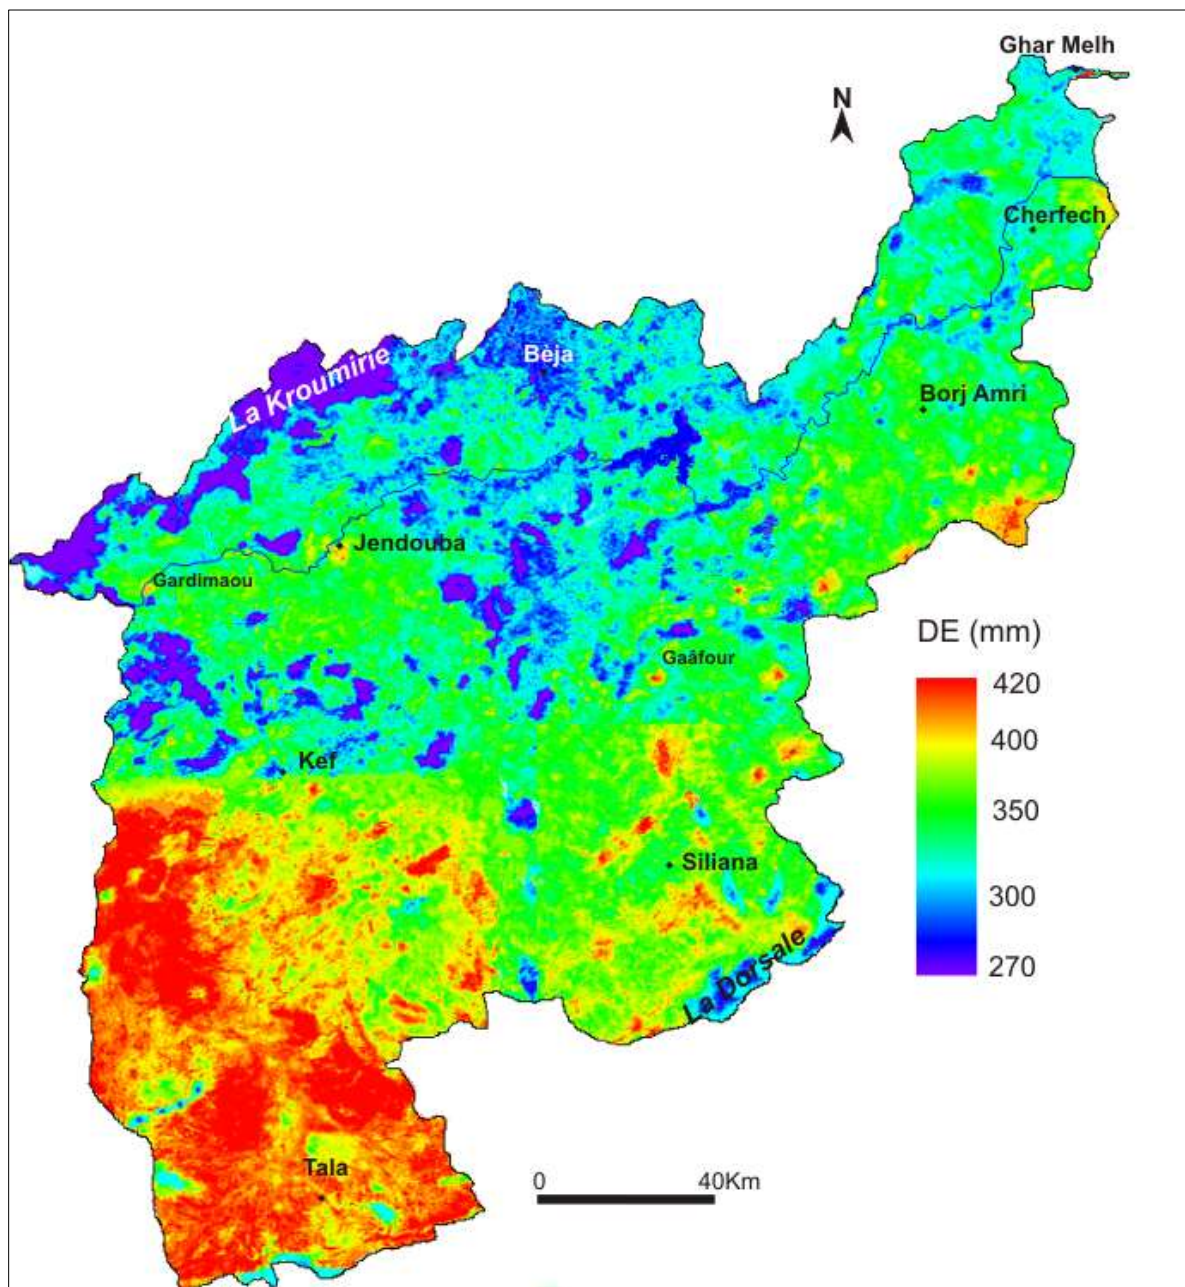 Ghar Melh
N
Cherfech
La Kroumirie
Bèja
Borj Amri
Jendouba
Gardimaou
DE (mm)
Gaâfour
420
400
Kef
350
Siliana
300
La Dorsale
270
Tala
0 40Km